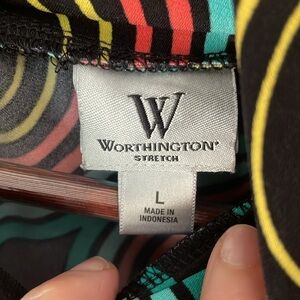 W
WORTHINGTON®
STRETCH
L
MADE IN
INDONESIA